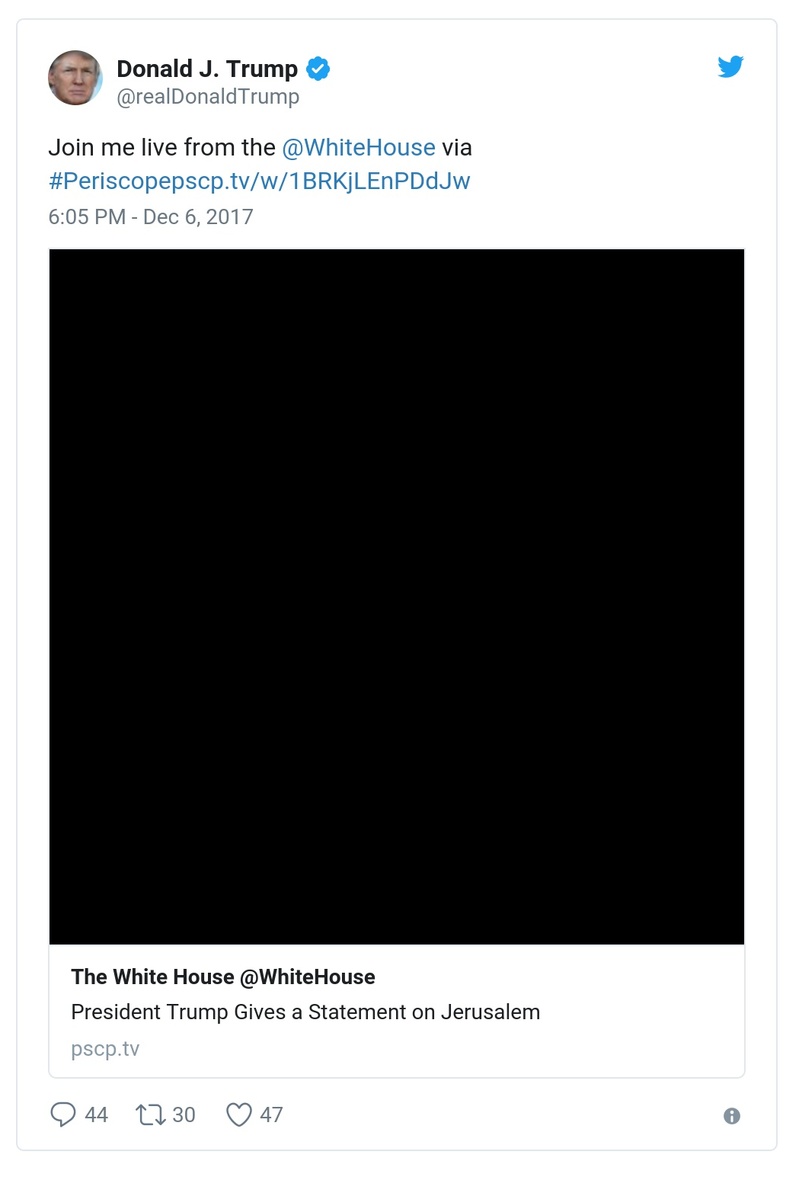 Donald J. Trump
@realDonaldTrump
Join me live from the @WhiteHouse via
#Periscopepscp.tv/w/1BRKjLEnPDdJw
6:05 PM - Dec 6, 2017
The White House @WhiteHouse
President Trump Gives a Statement on Jerusalem
pscp.tv
44 30 47